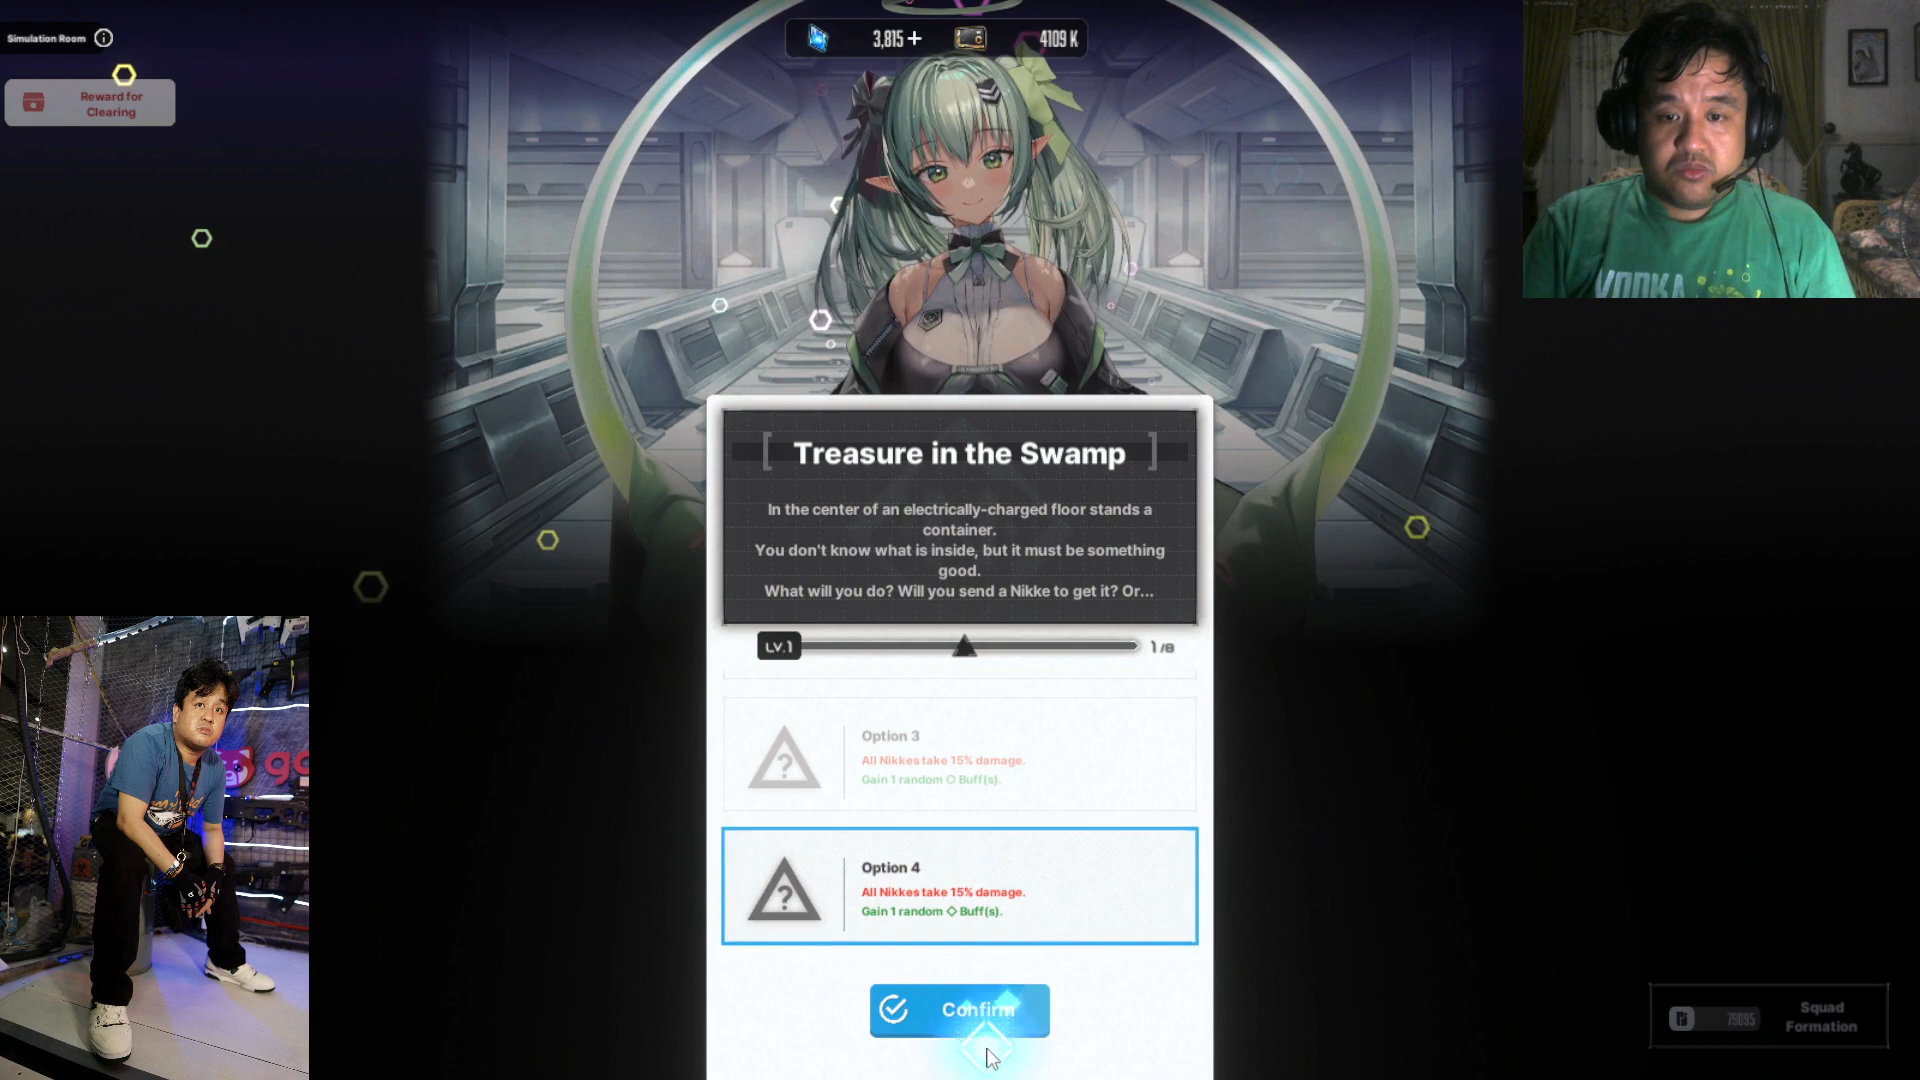 Simulation Room
Reward for
Clearing
3,815
4109 K
VODKA
Treasure in the Swamp
In the center of an electrically-charged floor stands a
container.
You don't know what is inside, but it must be something
good.
What will you do? Will you send a Nikke to get it? Or...
LV.1
1/8
Option 3
All Nikkes take 15% damage.
Gain 1 random ○ Buff(s).
Option 4
All Nikkes take 15% damage.
Gain 1 random ◇ Buff(s).
Confirm
79095
Squad
Formation
go